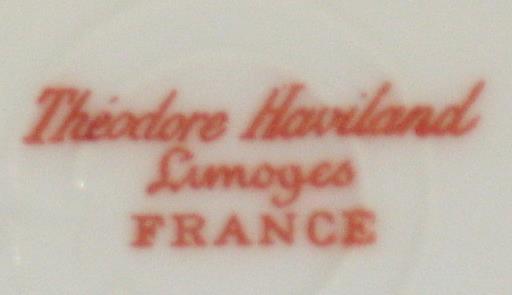 Théodore Haviland
Limoges
FRANCE